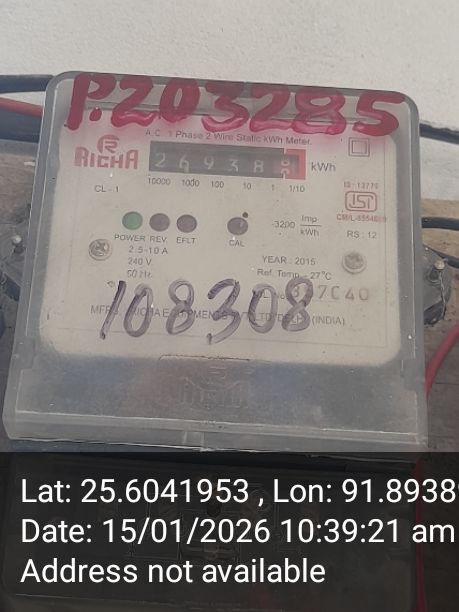 P.203285
A.C. 1 Phase 2 Wire Static kWh Meter.
RICHA
26938 kWh
10000 1000 100 10 1 1/10
CL - 1
IS : 13779
ISI
3200 Imp/kWh
RS : 12
POWER REV. EFLT CAL
2.5-10 A
240 V.
50 Hz.
YEAR : 2015
Ref. Temp. - 27°C
108308
(INDIA)
Lat: 25.6041953 , Lon: 91.8938
Date: 15/01/2026 10:39:21 am
Address not available